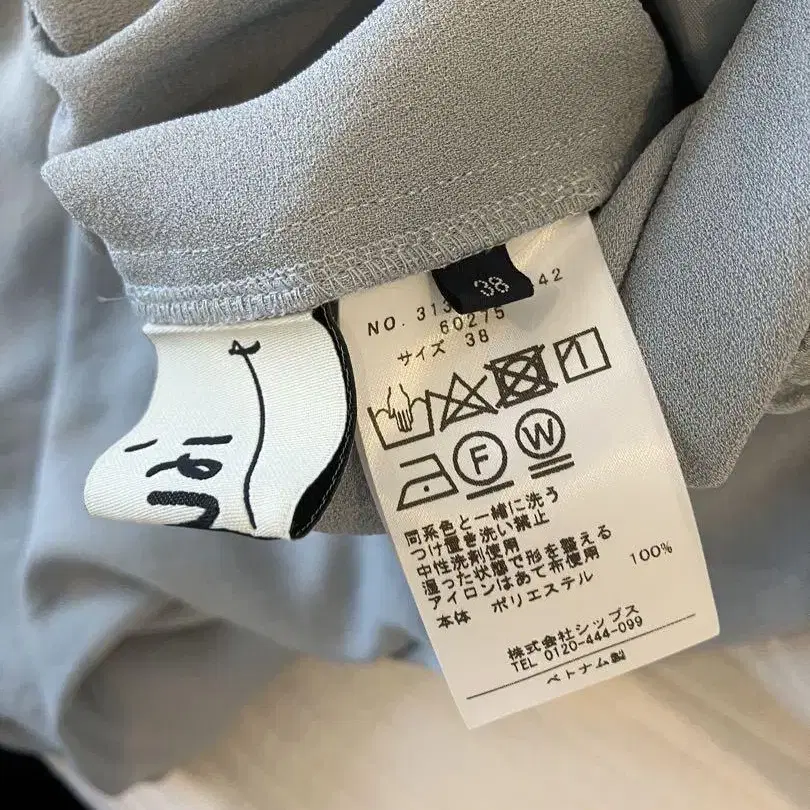 38
NO. 313 42
60275
サイズ 38
F
W
同系色と一緒に洗う
つけ置き洗い禁止
中性洗剤使用
湿った状態で形を整える
アイロンはあて布使用
本体 ポリエステル 100%
株式会社シップス
TEL 0120-444-099
ベトナム製